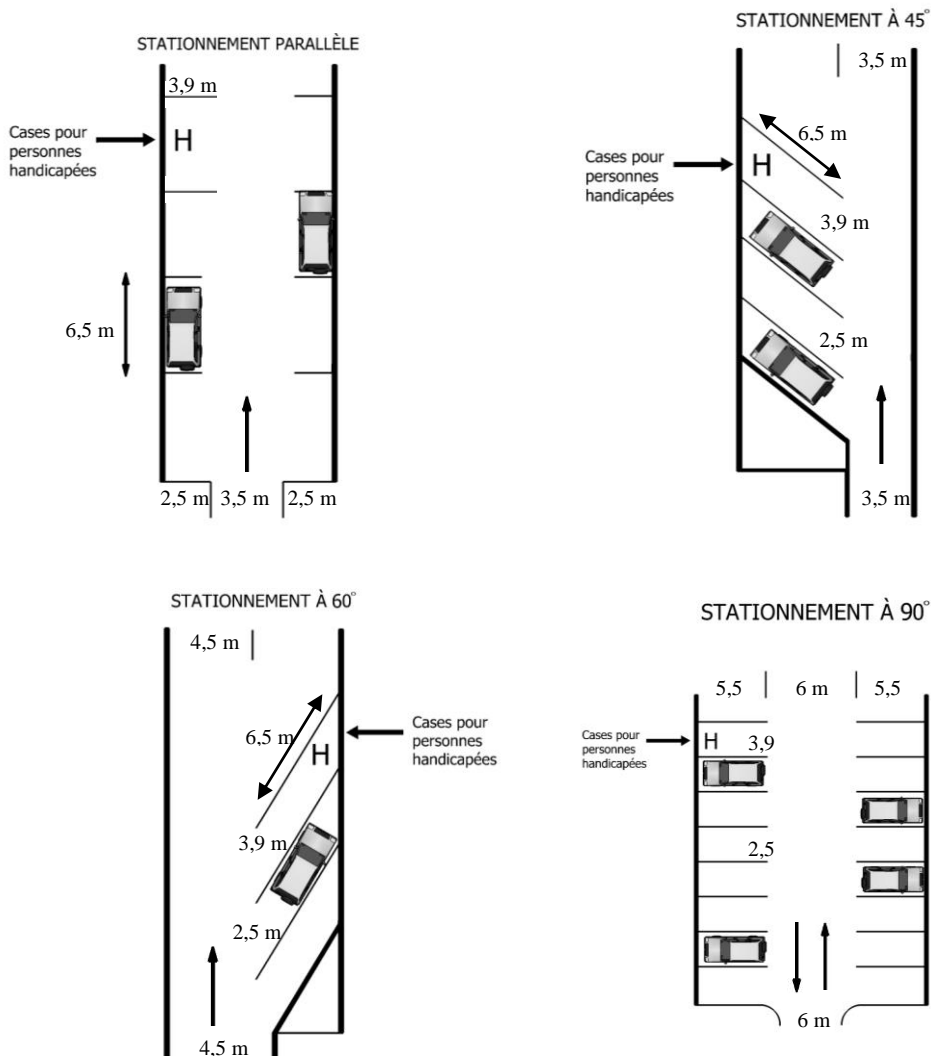 STATIONNEMENT PARALLÈLE
3,9 m
Cases pour
personnes
handicapées
H
6,5 m
2,5 m 3,5 m 2,5 m
STATIONNEMENT À 45°
3,5 m
6,5 m
Cases pour
personnes
handicapées
H
3,9 m
2,5 m
3,5 m
STATIONNEMENT À 60°
4,5 m
6,5 m
H
Cases pour
personnes
handicapées
3,9 m
2,5 m
4,5 m
STATIONNEMENT À 90°
5,5 6 m 5,5
Cases pour
personnes
handicapées
H 3,9
2,5
6 m